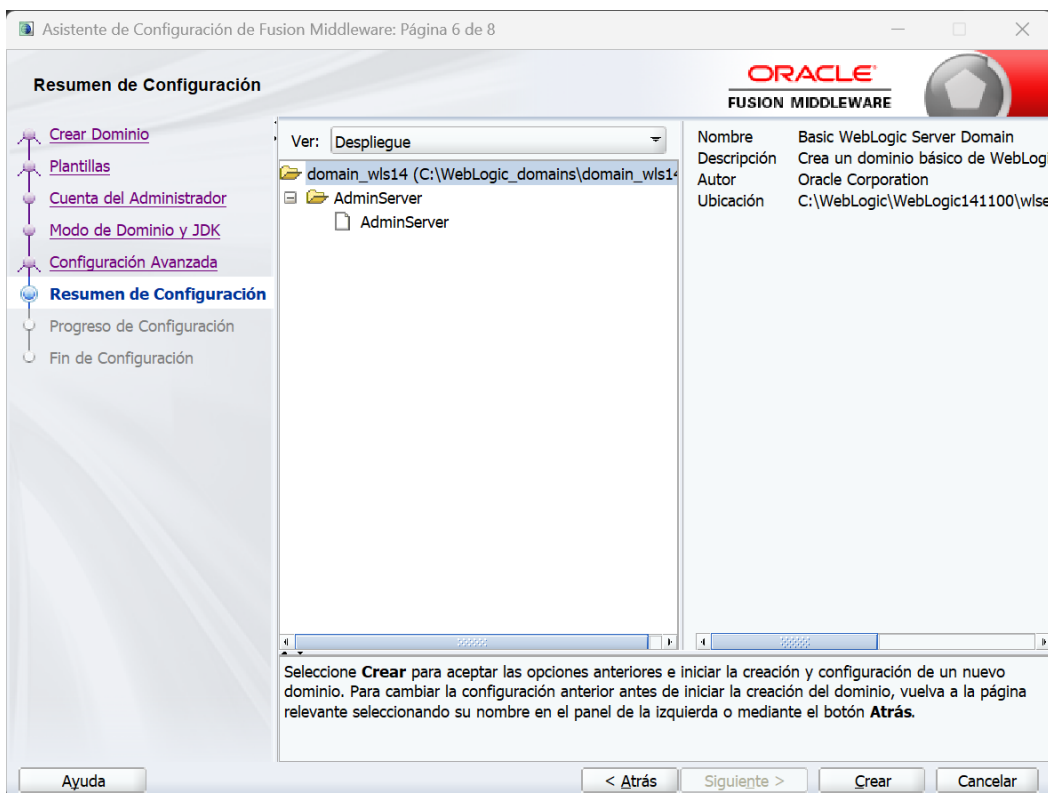 Asistente de Configuración de Fusion Middleware: Página 6 de 8
Resumen de Configuración
ORACLE
FUSION MIDDLEWARE
Crear Dominio
Plantillas
Cuenta del Administrador
Modo de Dominio y JDK
Configuración Avanzada
Resumen de Configuración
Progreso de Configuración
Fin de Configuración
Ver: Despliegue
domain_wls14 (C:\WebLogic_domains\domain_wls14
AdminServer
AdminServer
Nombre Basic WebLogic Server Domain
Descripción Crea un dominio básico de WebLogi
Autor Oracle Corporation
Ubicación C:\WebLogic\WebLogic141100\wlse
Seleccione Crear para aceptar las opciones anteriores e iniciar la creación y configuración de un nuevo
dominio. Para cambiar la configuración anterior antes de iniciar la creación del dominio, vuelva a la página
relevante seleccionando su nombre en el panel de la izquierda o mediante el botón Atrás.
Ayuda
< Atrás
Siguiente >
Crear
Cancelar